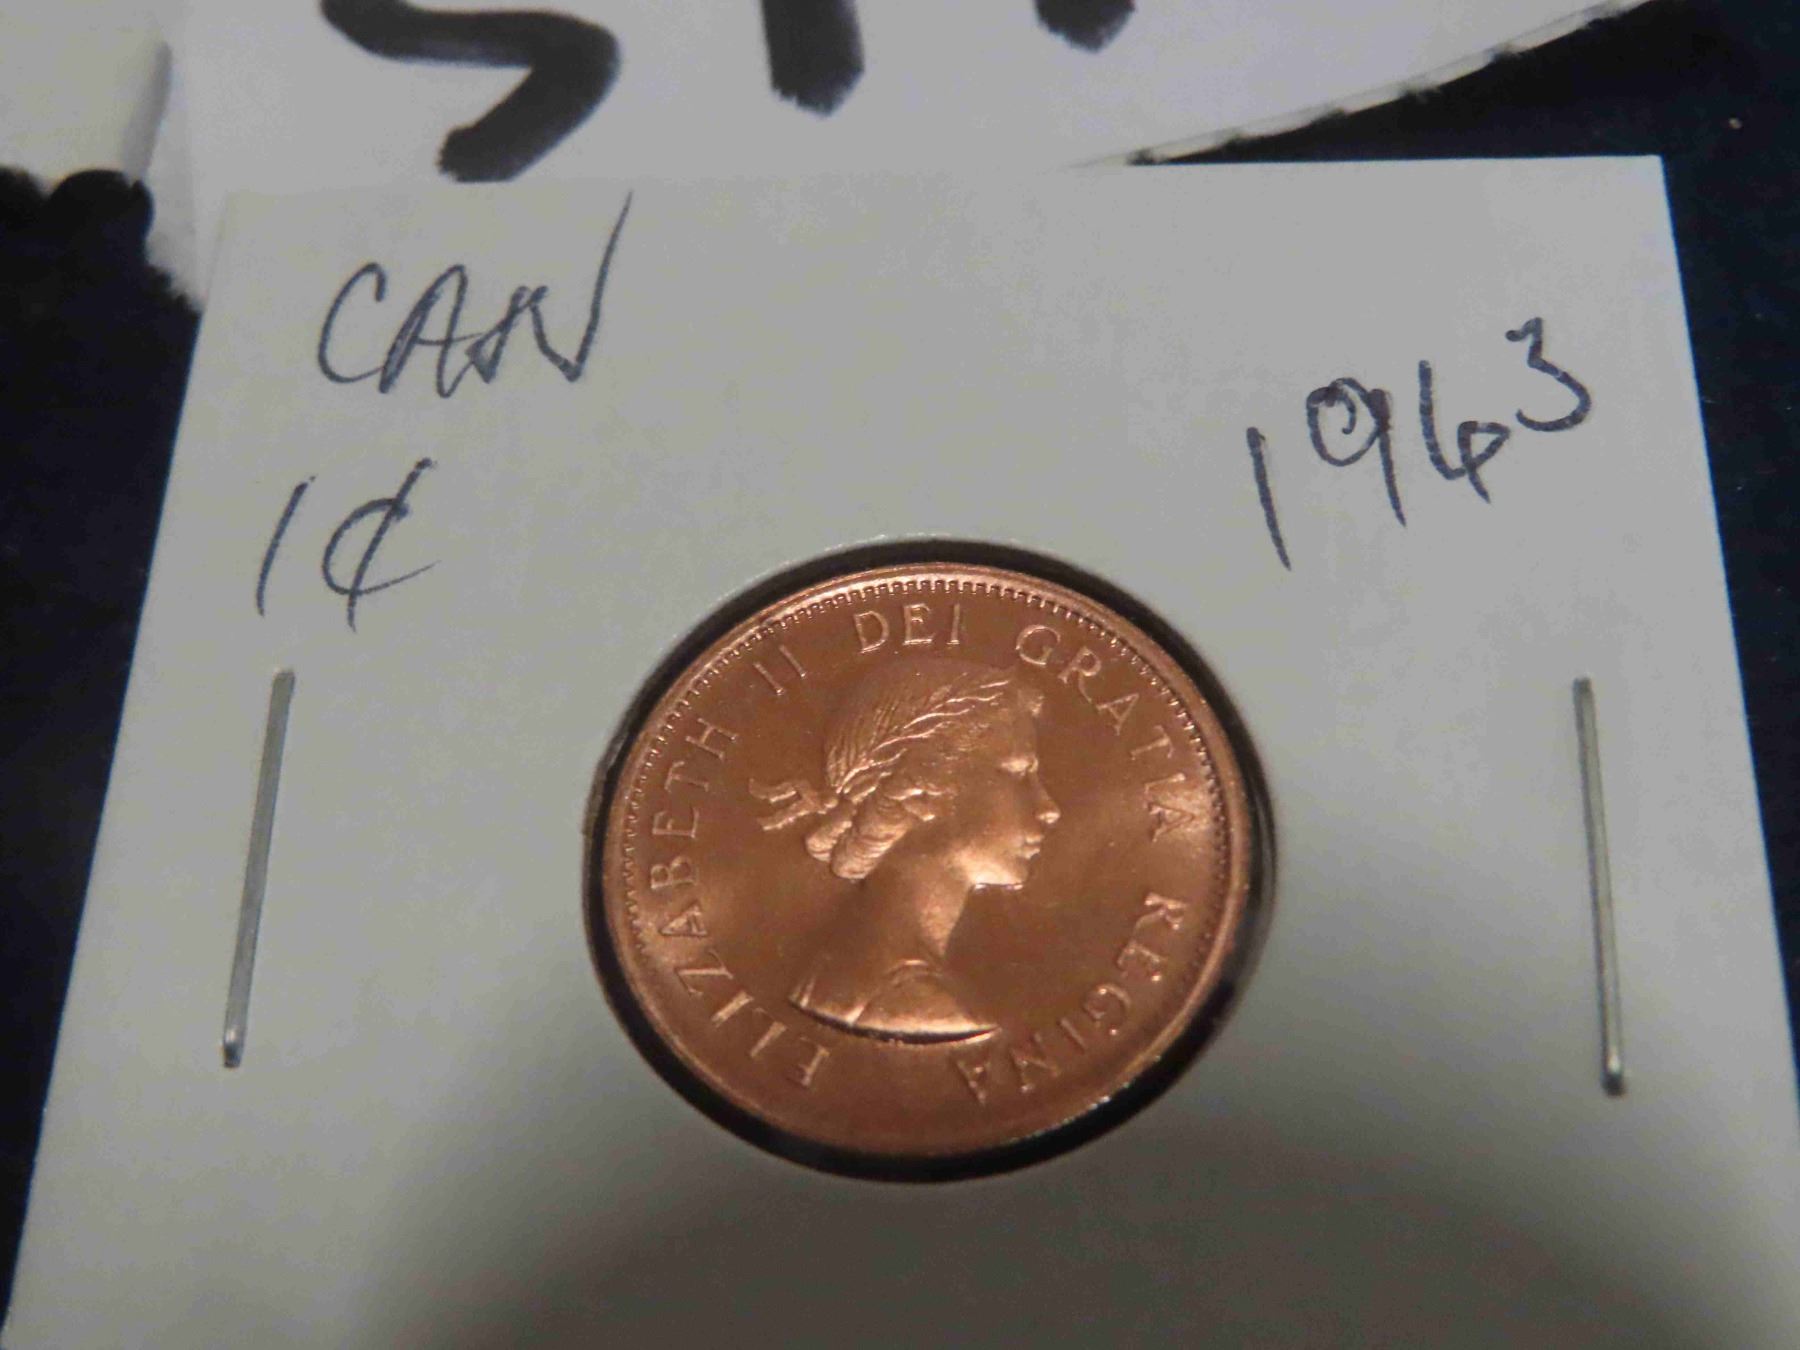 CAN
1¢
1963
ELIZABETH II DEI GRATIA REGINA